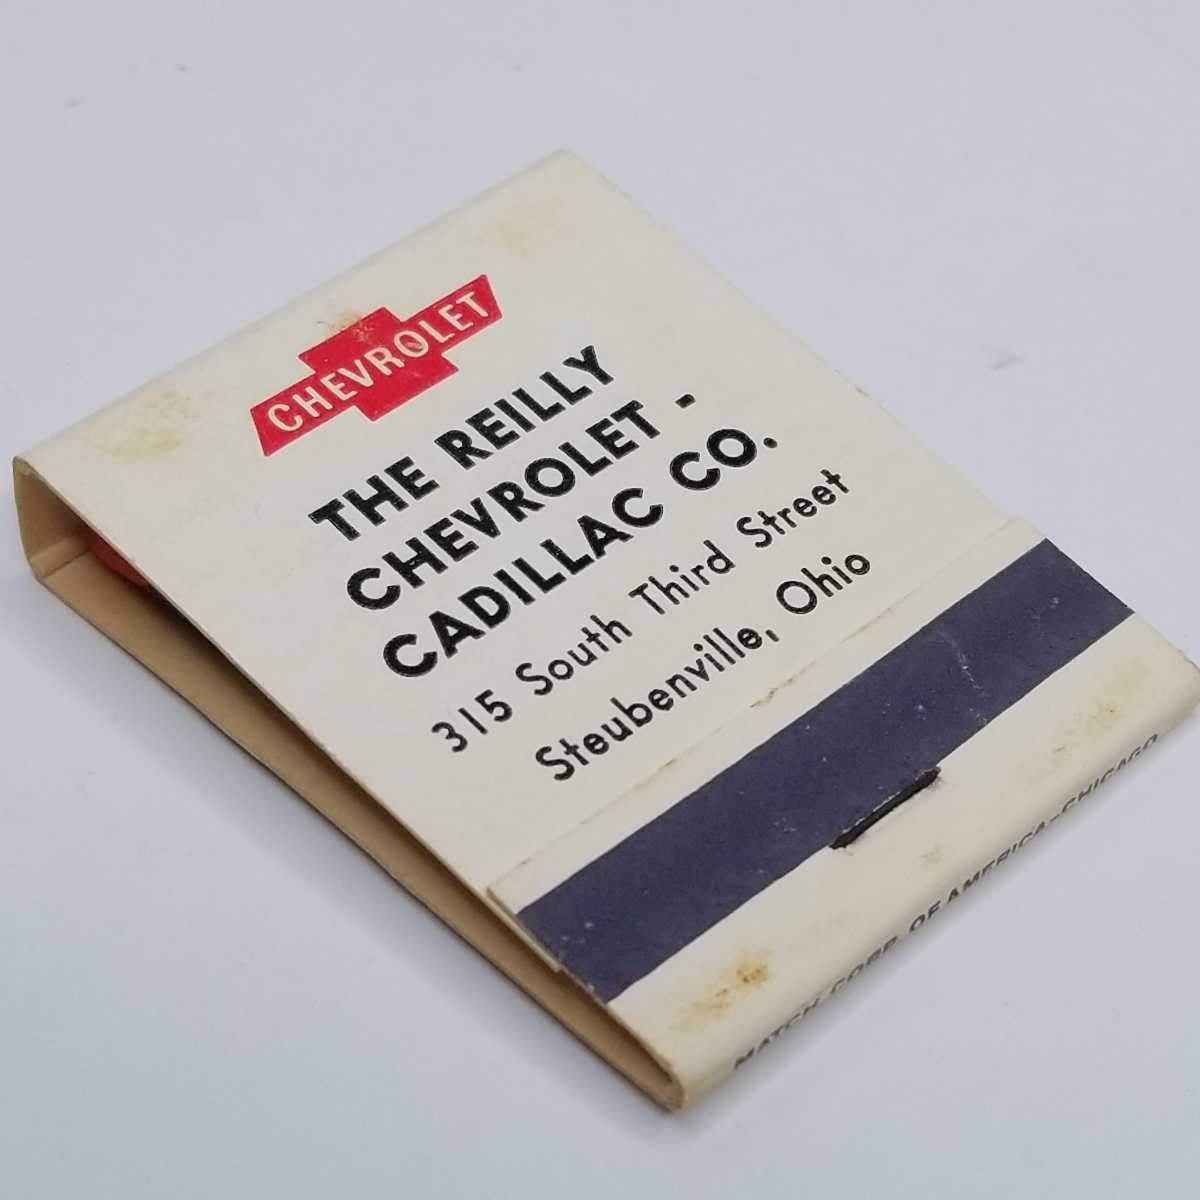 CHEVROLET
THE REILLY
CHEVROLET -
CADILLAC CO.
315 South Third Street
Steubenville, Ohio
MATCH CORP. OF AMERICA-CHICAGO